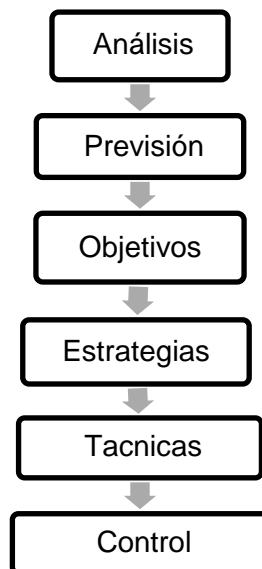 Análisis
Previsión
Objetivos
Estrategias
Tacnicas
Control